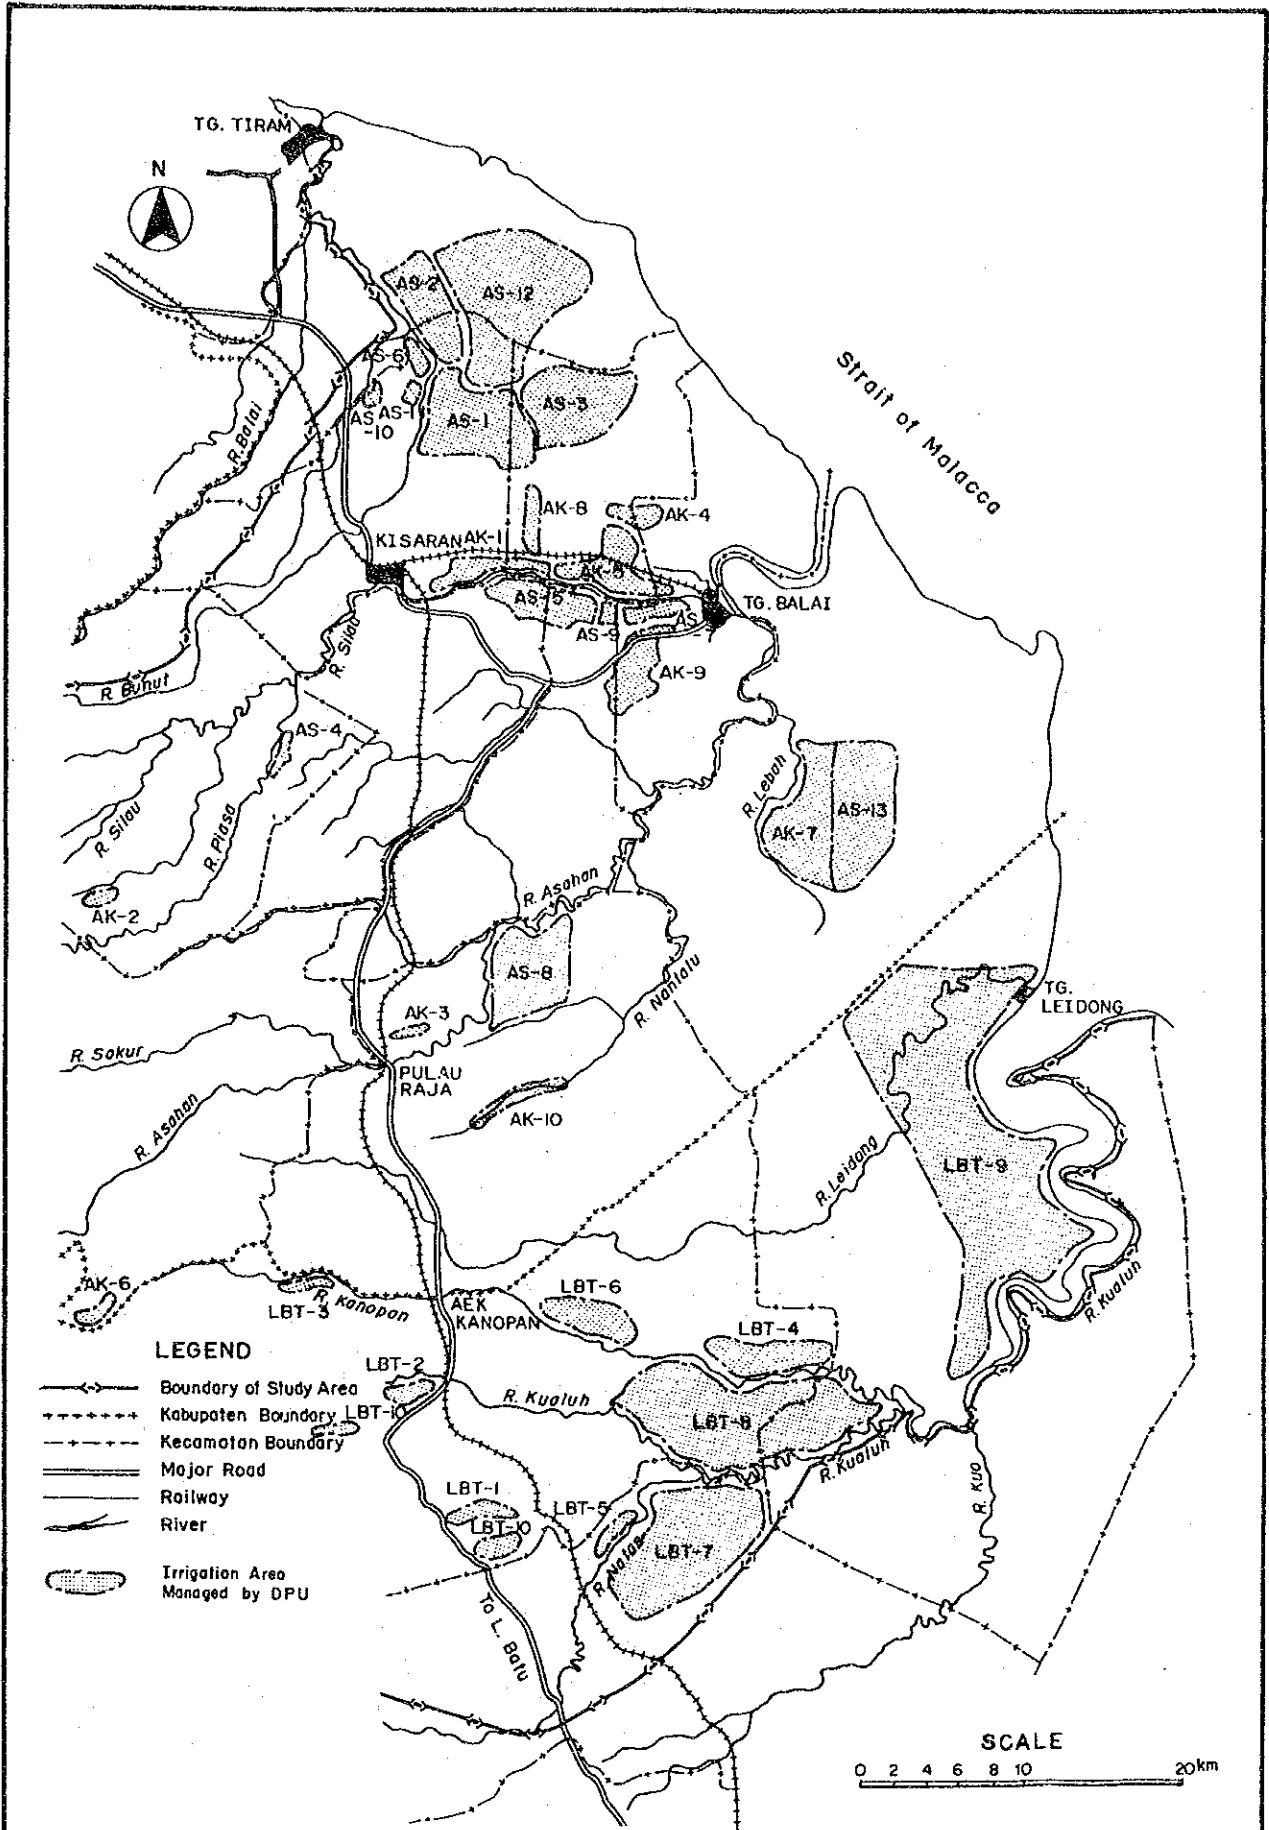 TG. TIRAM
N
AS-2
AS-12
AS-6
AS-3
AS
-10
AS-1
AS-1
R. Balai
Strait of Malacca
AK-8
AK-4
KISARAN
AK-1
AK-5
AS-5
TG. BALAI
AS-9
AS
R. Silau
AK-9
R. Bunut
AS-4
R. Lebah
R. Silau
R. Piasa
AK-7
AS-13
R. Asahan
AK-2
AS-8
R. Nantalu
TG.
LEIDONG
AK-3
R. Sakur
PULAU
RAJA
R. Asahan
AK-10
R. Leidong
LBT-9
AK-6
LBT-3
R. Kanopan
AEK
KANOPAN
LBT-6
R. Kualuh
LBT-4
LEGEND
LBT-2
Boundary of Study Area
R. Kualuh
Kabupaten Boundary
LBT-10
LBT-8
Kecamatan Boundary
Major Road
R. Kualuh
Railway
LBT-1
LBT-5
R. Kuo
River
LBT-10
LBT-7
Irrigation Area
Managed by DPU
R. Natas
To L. Batu
SCALE
0 2 4 6 8 10 20km